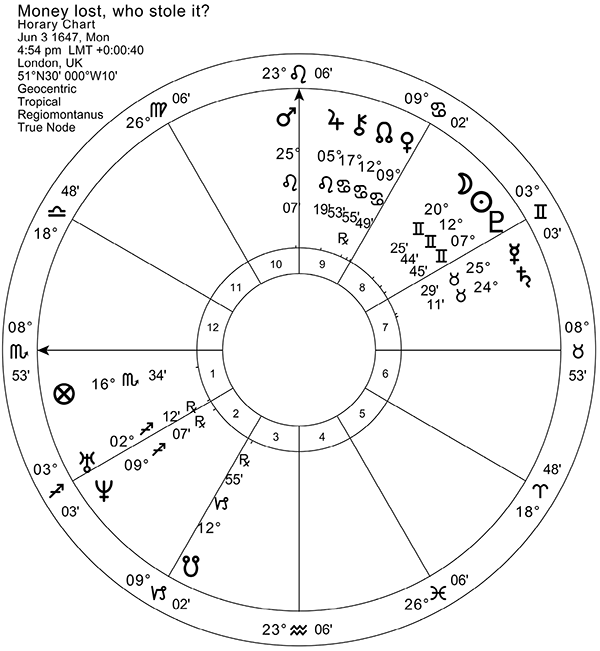 Money lost, who stole it?
Horary Chart
Jun 3 1647, Mon
4:54 pm LMT +0:00:40
London, UK
51°N30' 000°W10'
Geocentric
Tropical
Regiomontanus
True Node
23° ♌ 06'
09° ♋ 02'
03° ♊ 03'
08° ♉ 53'
18° ♈ 48'
26° ♓ 06'
23° ♒ 06'
09° ♑ 02'
03° ♐ 03'
08° ♏ 53'
18° ♎ 48'
26° ♍ 06'
♂ 25° ♌ 07'
♃ 05° ♌ 19'
⚷ 17° ♋ 53'
☊ 12° ♋ 55' ℞
♀ 09° ♋ 49'
☽ 20° ♊ 25'
☉ 12° ♊ 44'
♇ 07° ♊ 45'
☿ 25° ♉ 29'
♄ 24° ♉ 11'
⊗ 16° ♏ 34'
♅ 02° ♐ 12' ℞
♆ 09° ♐ 07' ℞
☋ 12° ♑ 55' ℞
1
2
3
4
5
6
7
8
9
10
11
12